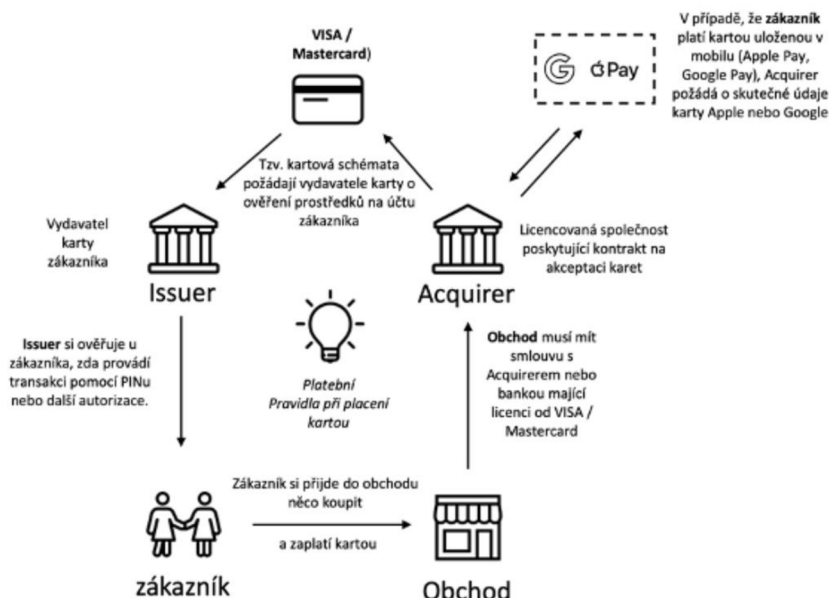 VISA /
Mastercard)
V případě, že zákazník
platí kartou uloženou v
mobilu (Apple Pay,
Google Pay), Acquirer
požádá o skutečné údaje
karty Apple nebo Google
G Pay
Tzv. kartová schémata
požádají vydavatele karty o
ověření prostředků na účtu
zákazníka
Vydavatel
karty
zákazníka
Issuer
Licencovaná společnost
poskytující kontrakt na
akceptaci karet
Acquirer
Issuer si ověřuje u
zákazníka, zda provádí
transakci pomocí PINu
nebo další autorizace.
Platební
Pravidla při placení
kartou
Obchod musí mít
smlouvu s
Acquirerem nebo
bankou mající
licenci od VISA /
Mastercard
Zákazník si přijde do obchodu
něco koupit
a zaplatí kartou
zákazník
Obchod